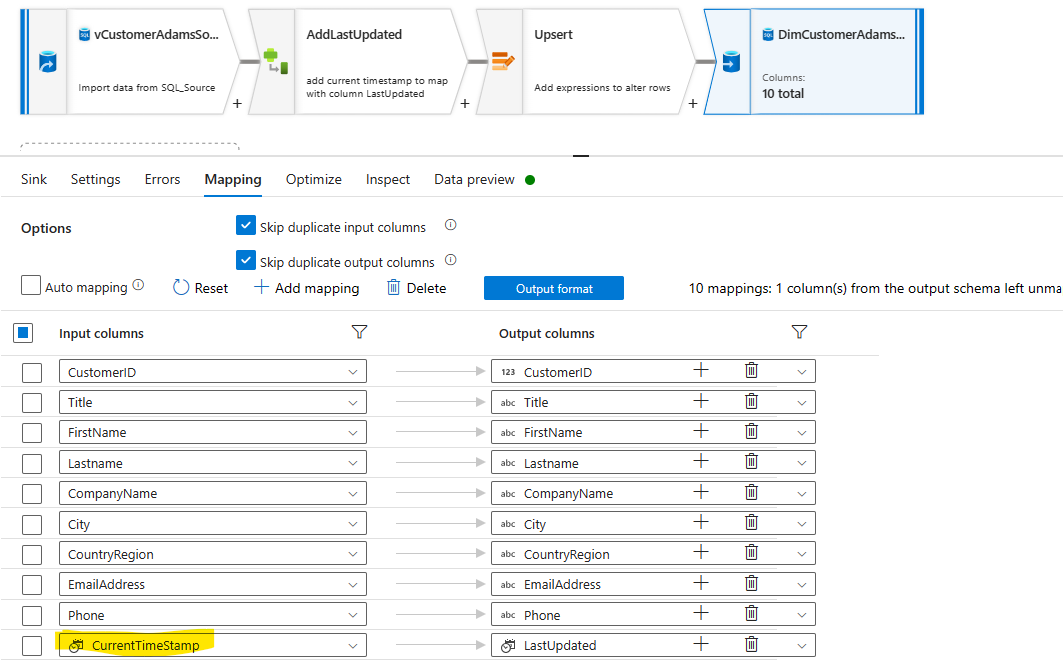 vCustomerAdamsSo...
Import data from SQL_Source
+
AddLastUpdated
add current timestamp to map
with column LastUpdated
+
Upsert
Add expressions to alter rows
+
DimCustomerAdams...
Columns:
10 total
Sink Settings Errors Mapping Optimize Inspect Data preview
Options
Skip duplicate input columns
Skip duplicate output columns
Auto mapping Reset Add mapping Delete Output format 10 mappings: 1 column(s) from the output schema left unma
Input columns Output columns
CustomerID 123 CustomerID
Title abc Title
FirstName abc FirstName
Lastname abc Lastname
CompanyName abc CompanyName
City abc City
CountryRegion abc CountryRegion
EmailAddress abc EmailAddress
Phone abc Phone
CurrentTimeStamp LastUpdated